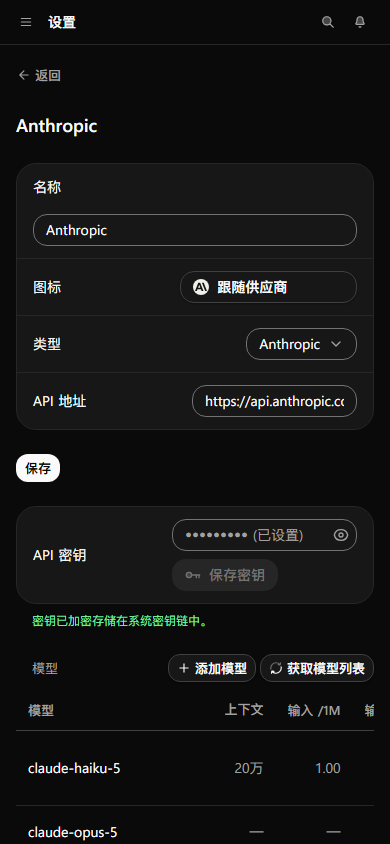 设置
返回
Anthropic
名称
Anthropic
图标
跟随供应商
类型
Anthropic
API 地址
https://api.anthropic.cc
保存
API 密钥
••••••••• (已设置)
保存密钥
密钥已加密存储在系统密钥链中。
模型
添加模型
获取模型列表
模型 上下文 输入 /1M 输
claude-haiku-5 20万 1.00
claude-opus-5 — —